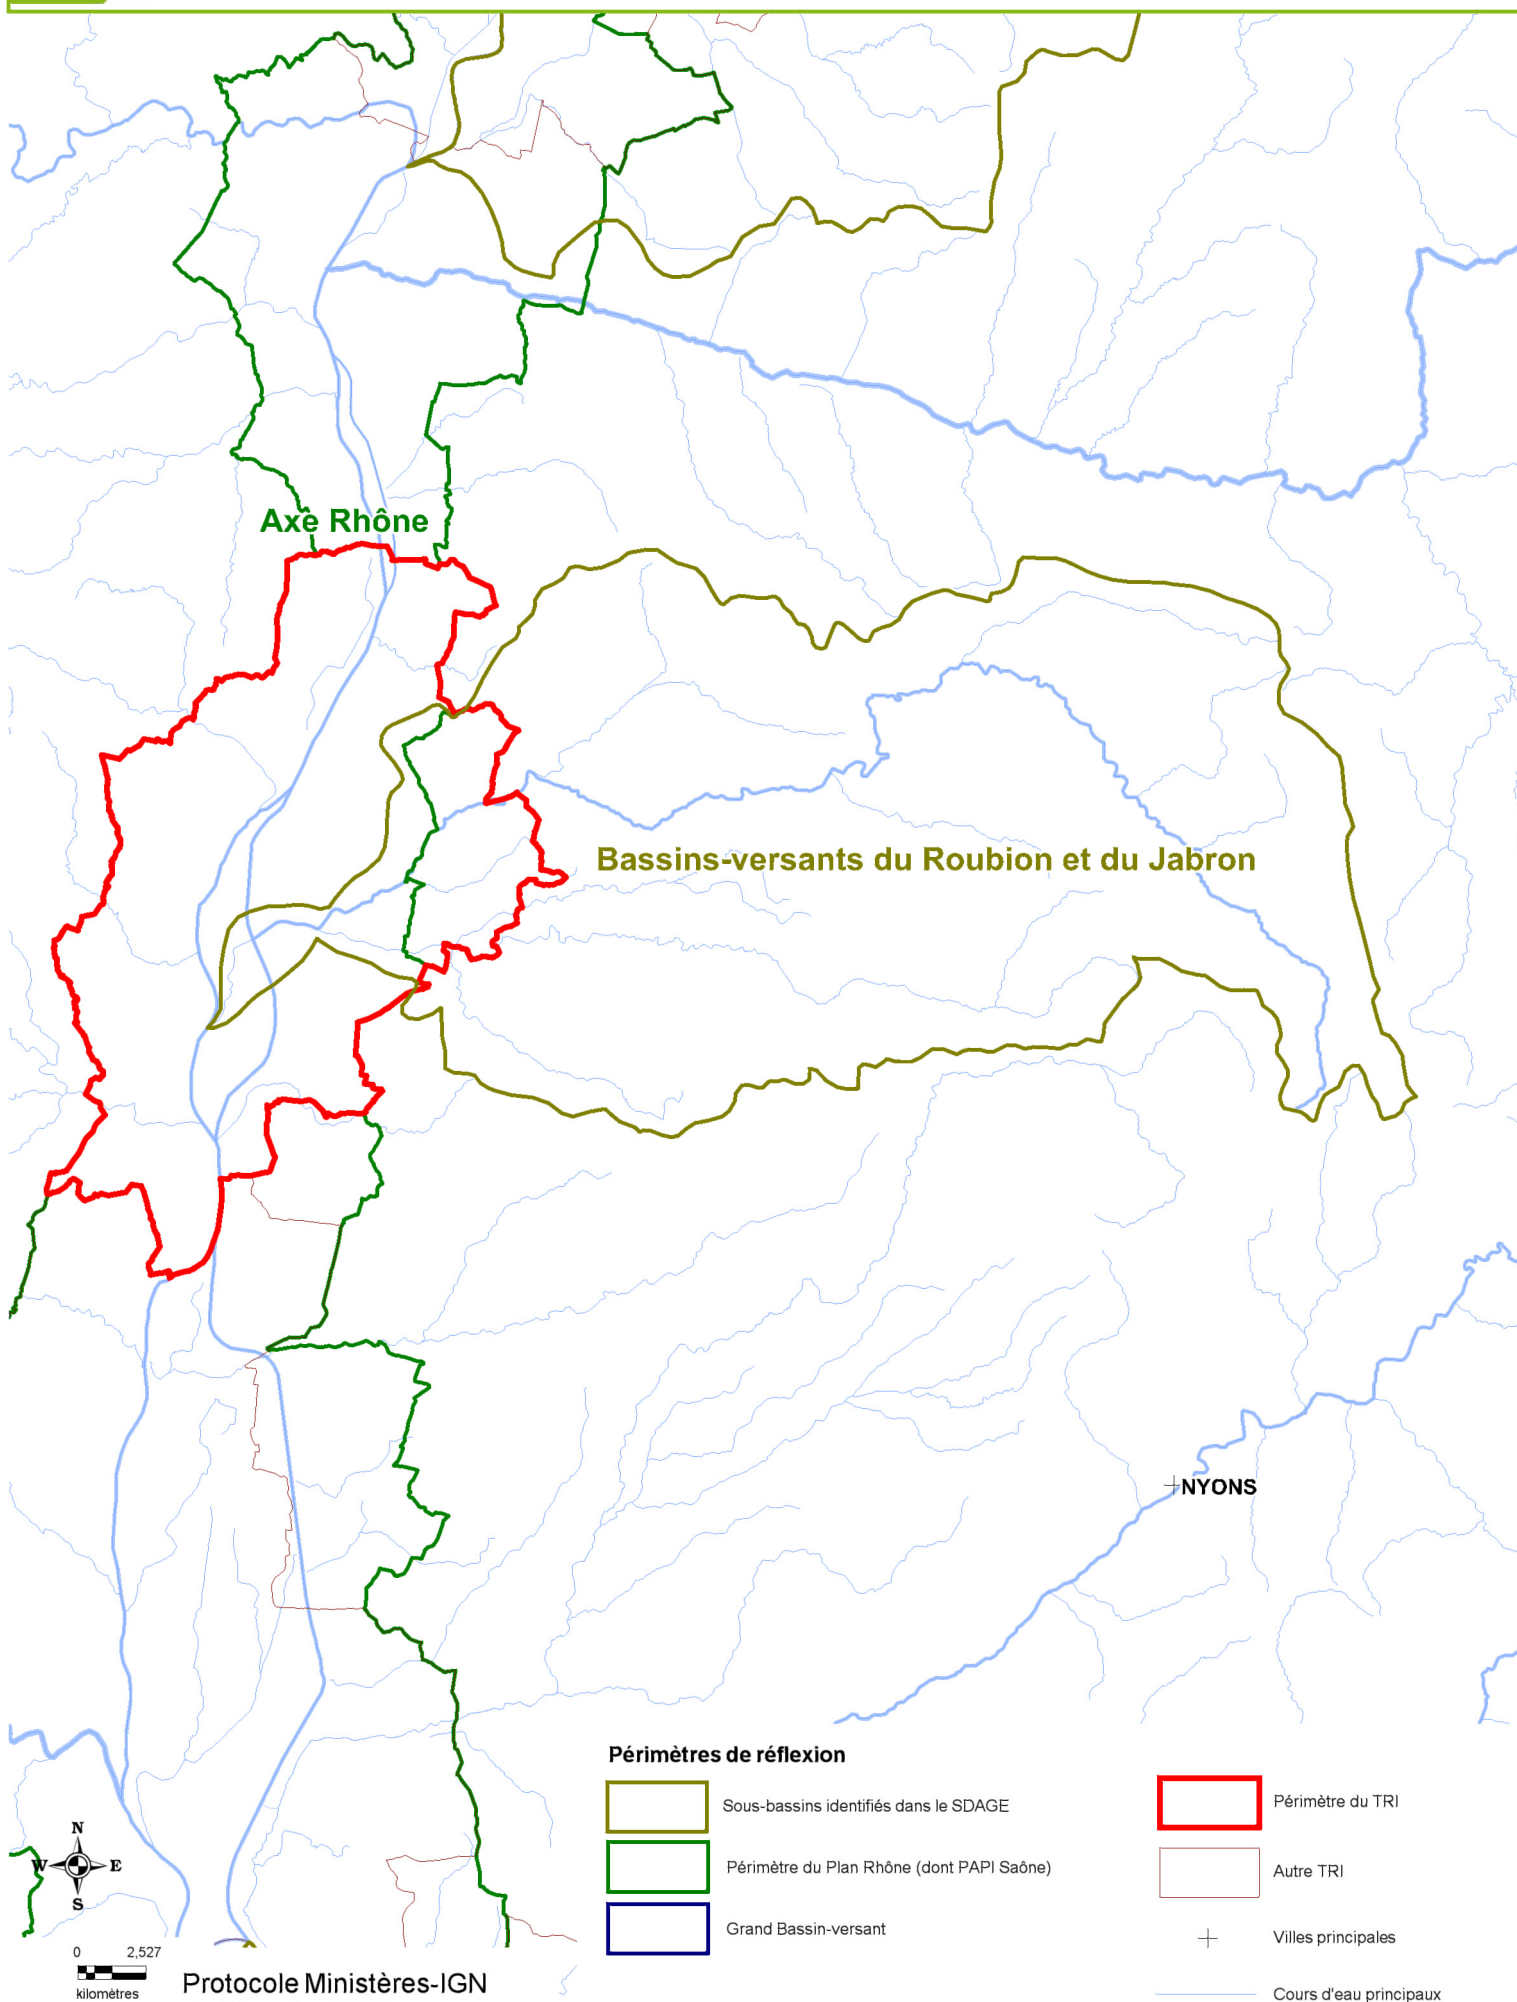 Axe Rhône
Bassins-versants du Roubion et du Jabron
NYONS
Périmètres de réflexion
Sous-bassins identifiés dans le SDAGE
Périmètre du Plan Rhône (dont PAPI Saône)
Grand Bassin-versant
Périmètre du TRI
Autre TRI
Villes principales
Cours d'eau principaux
N
W E
S
0 2,527
kilomètres
Protocole Ministères-IGN